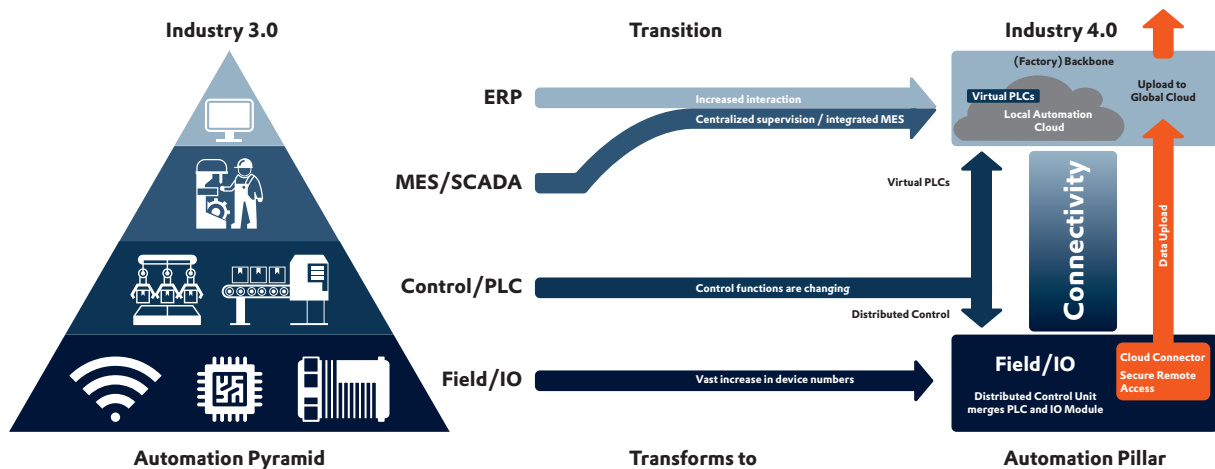 Industry 3.0
Transition
Industry 4.0
(Factory) Backbone
ERP
Increased interaction
Centralized supervision / integrated MES
Virtual PLCs
Local Automation
Cloud
Upload to
Global Cloud
MES/SCADA
Virtual PLCs
Connectivity
Data Upload
Control/PLC
Control functions are changing
Distributed Control
Field/IO
Vast increase in device numbers
Field/IO
Distributed Control Unit
merges PLC and IO Module
Cloud Connector
Secure Remote
Access
Automation Pyramid
Transforms to
Automation Pillar